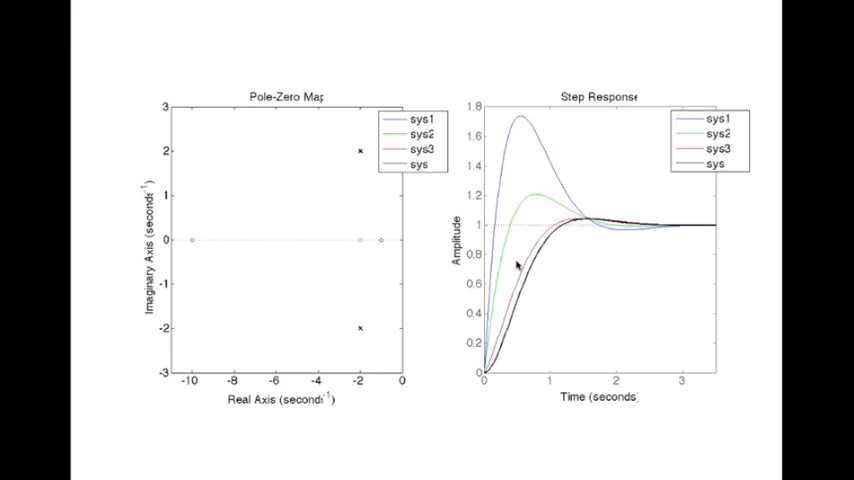 Pole-Zero Map
3
2
1
0
-1
-2
-3
-10
-8
-6
-4
-2
0
Imaginary Axis (seconds⁻¹)
Real Axis (seconds⁻¹)
sys1
sys2
sys3
sys
Step Response
1.8
1.6
1.4
1.2
1
0.8
0.6
0.4
0.2
0
0
1
2
3
Amplitude
Time (seconds)
sys1
sys2
sys3
sys